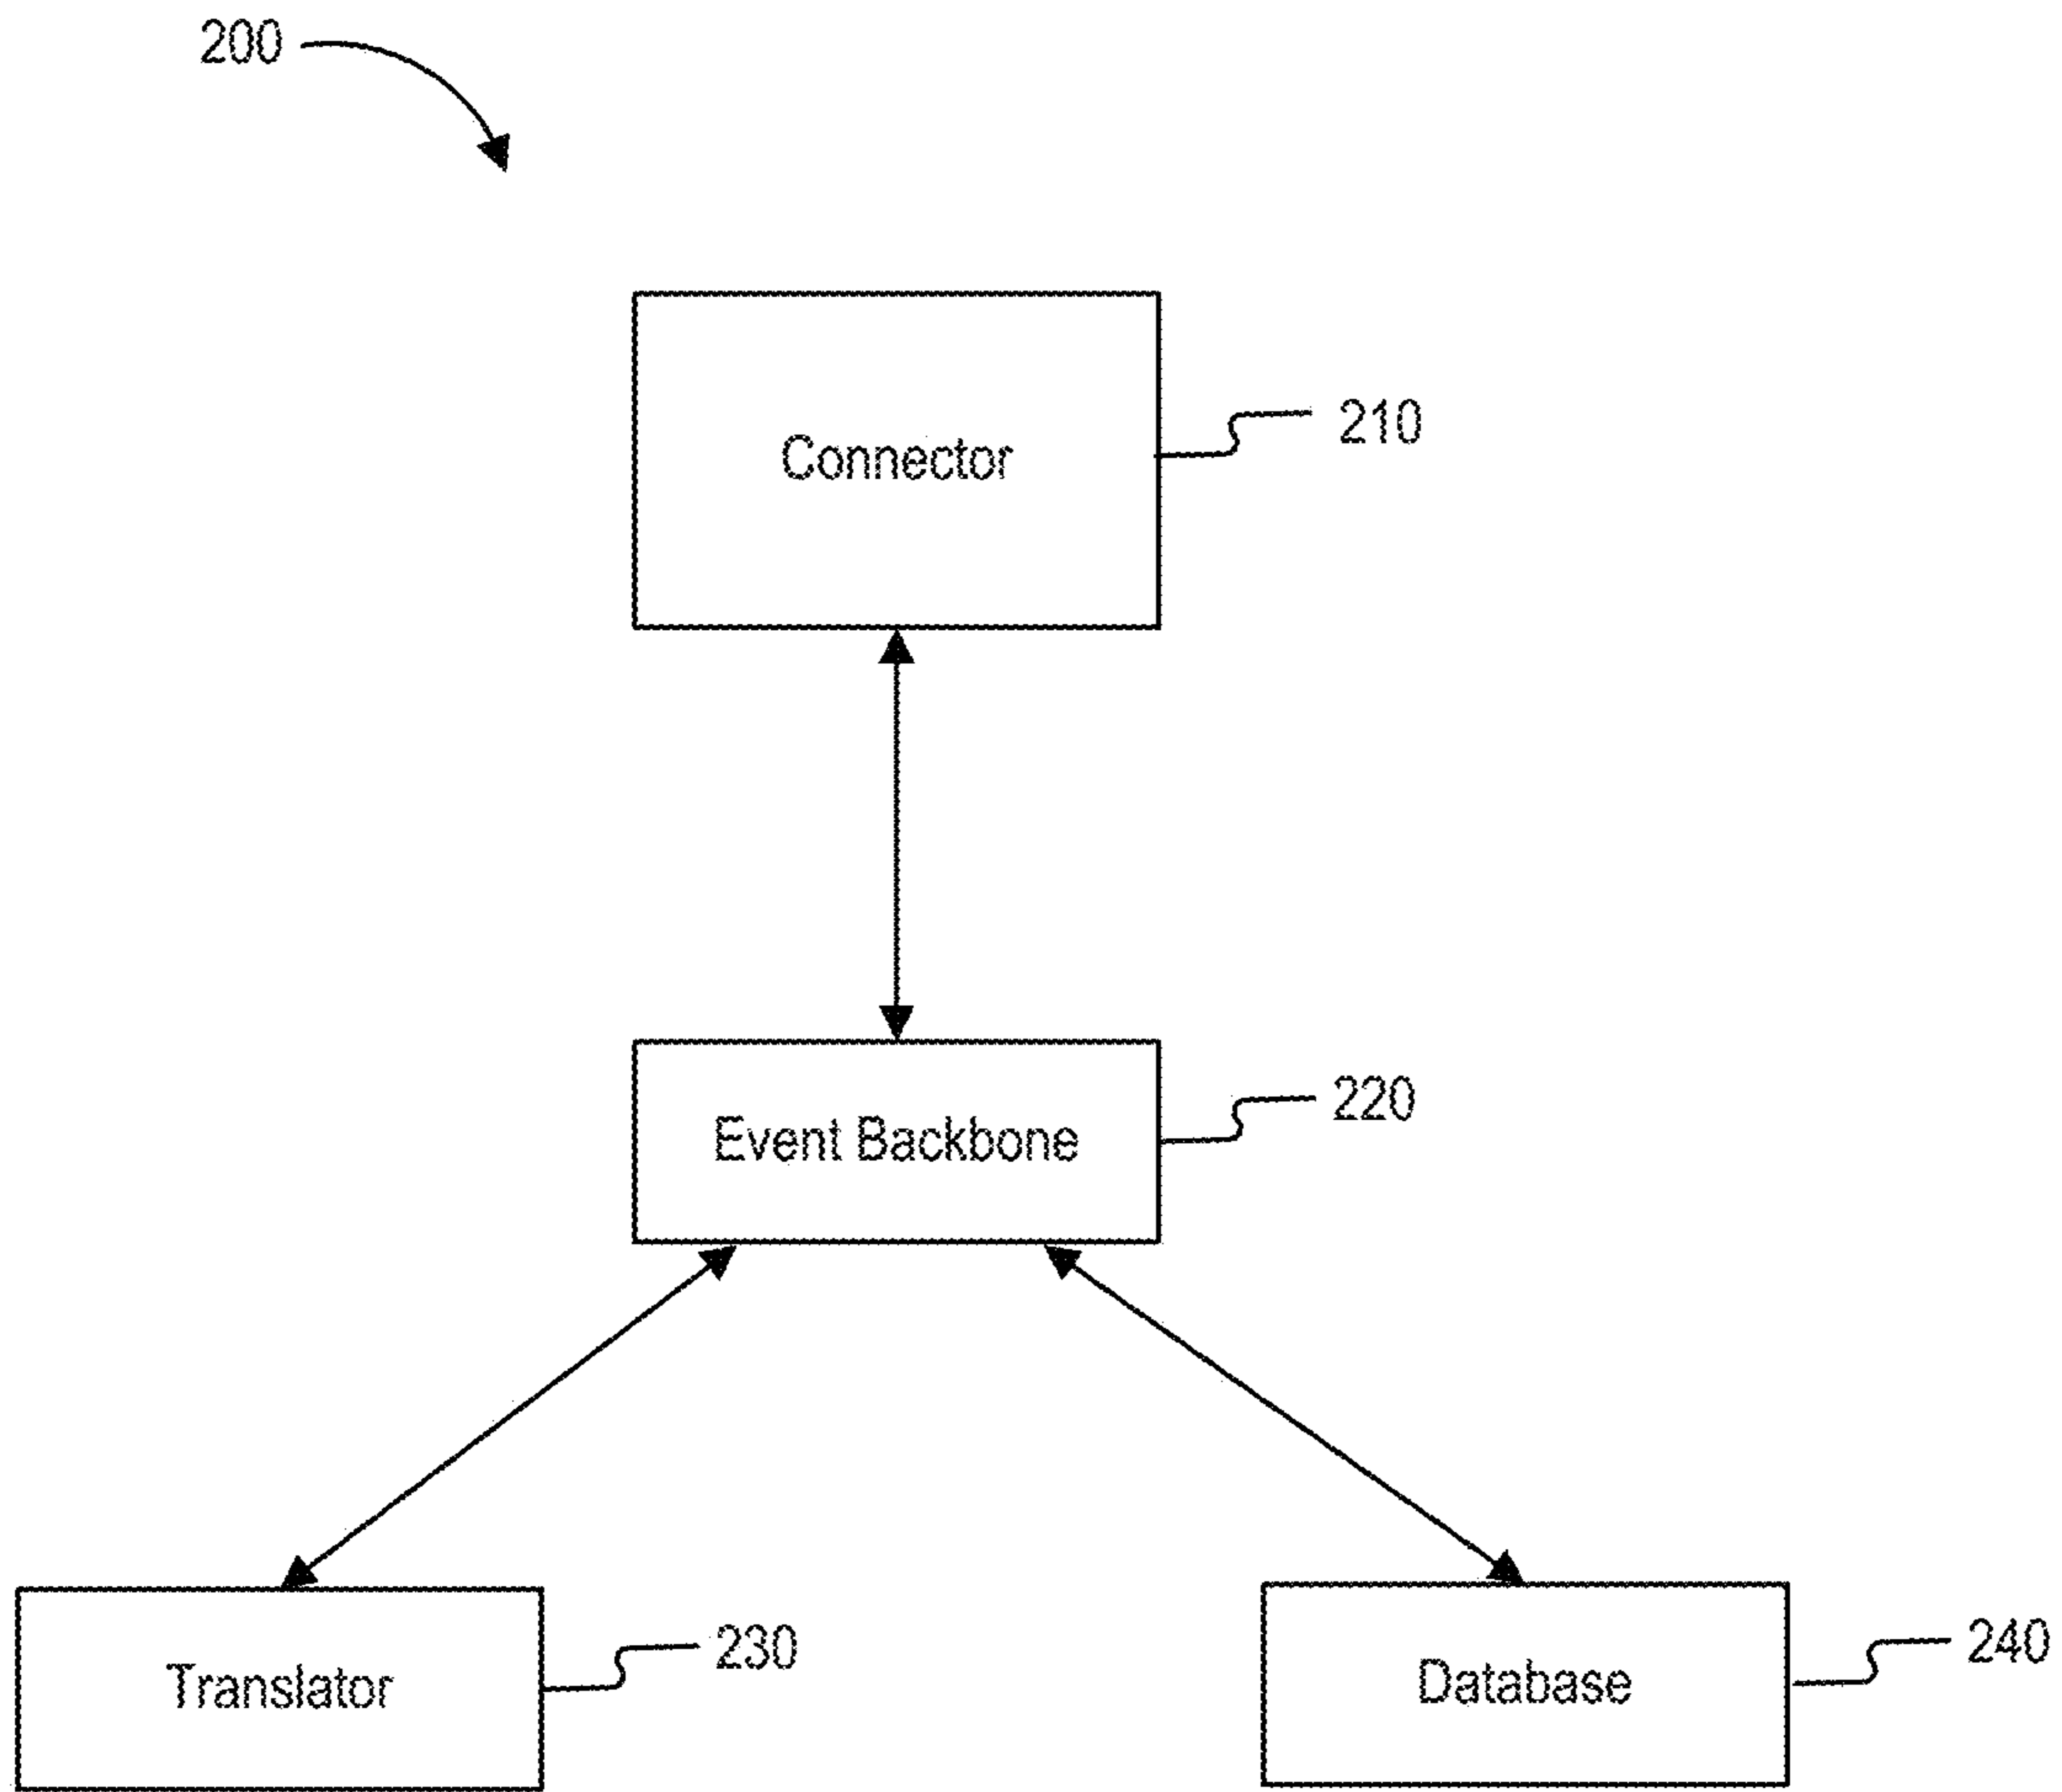 200
Connector
210
Event Backbone
220
Translator
230
Database
240